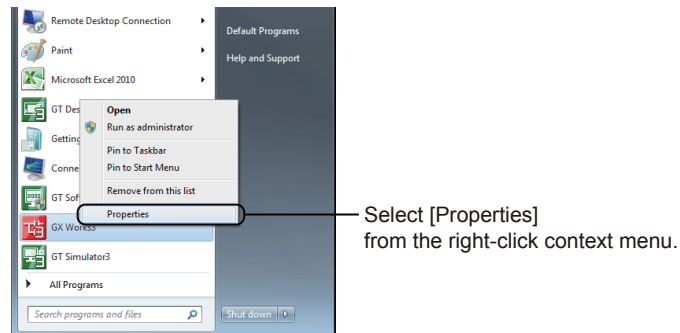 Remote Desktop Connection
Default Programs
Paint
Help and Support
Microsoft Excel 2010
GT Des
Open
Run as administrator
Getting
Pin to Taskbar
Conne
Pin to Start Menu
Remove from this list
GT Sof
Properties
Select [Properties]
from the right-click context menu.
GX Works3
GT Simulator3
All Programs
Search programs and files
Shut down